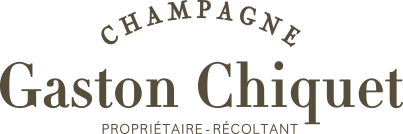 CHAMPAGNE
Gaston Chiquet
PROPRIÉTAIRE-RÉCOLTANT